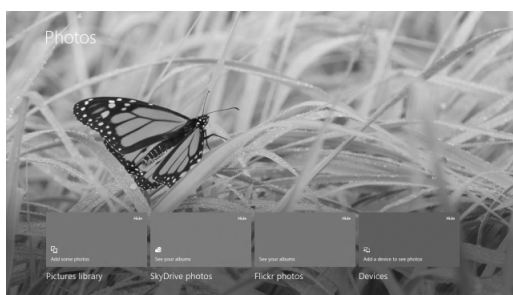 Photos
Hide
Hide
Hide
Hide
Add some photos
See your albums
See your albums
Add a device to see photos
Pictures library
SkyDrive photos
Flickr photos
Devices